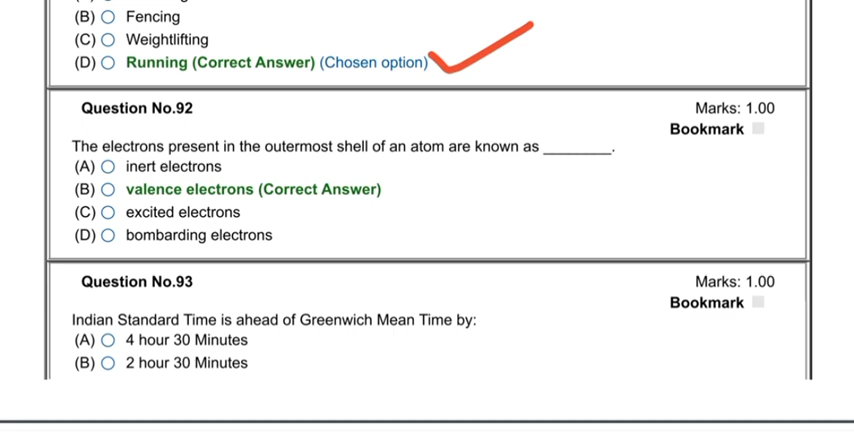 (B) Fencing
(C) Weightlifting
(D) Running (Correct Answer) (Chosen option)
Question No.92 Marks: 1.00
Bookmark
The electrons present in the outermost shell of an atom are known as ________.
(A) inert electrons
(B) valence electrons (Correct Answer)
(C) excited electrons
(D) bombarding electrons
Question No.93 Marks: 1.00
Bookmark
Indian Standard Time is ahead of Greenwich Mean Time by:
(A) 4 hour 30 Minutes
(B) 2 hour 30 Minutes